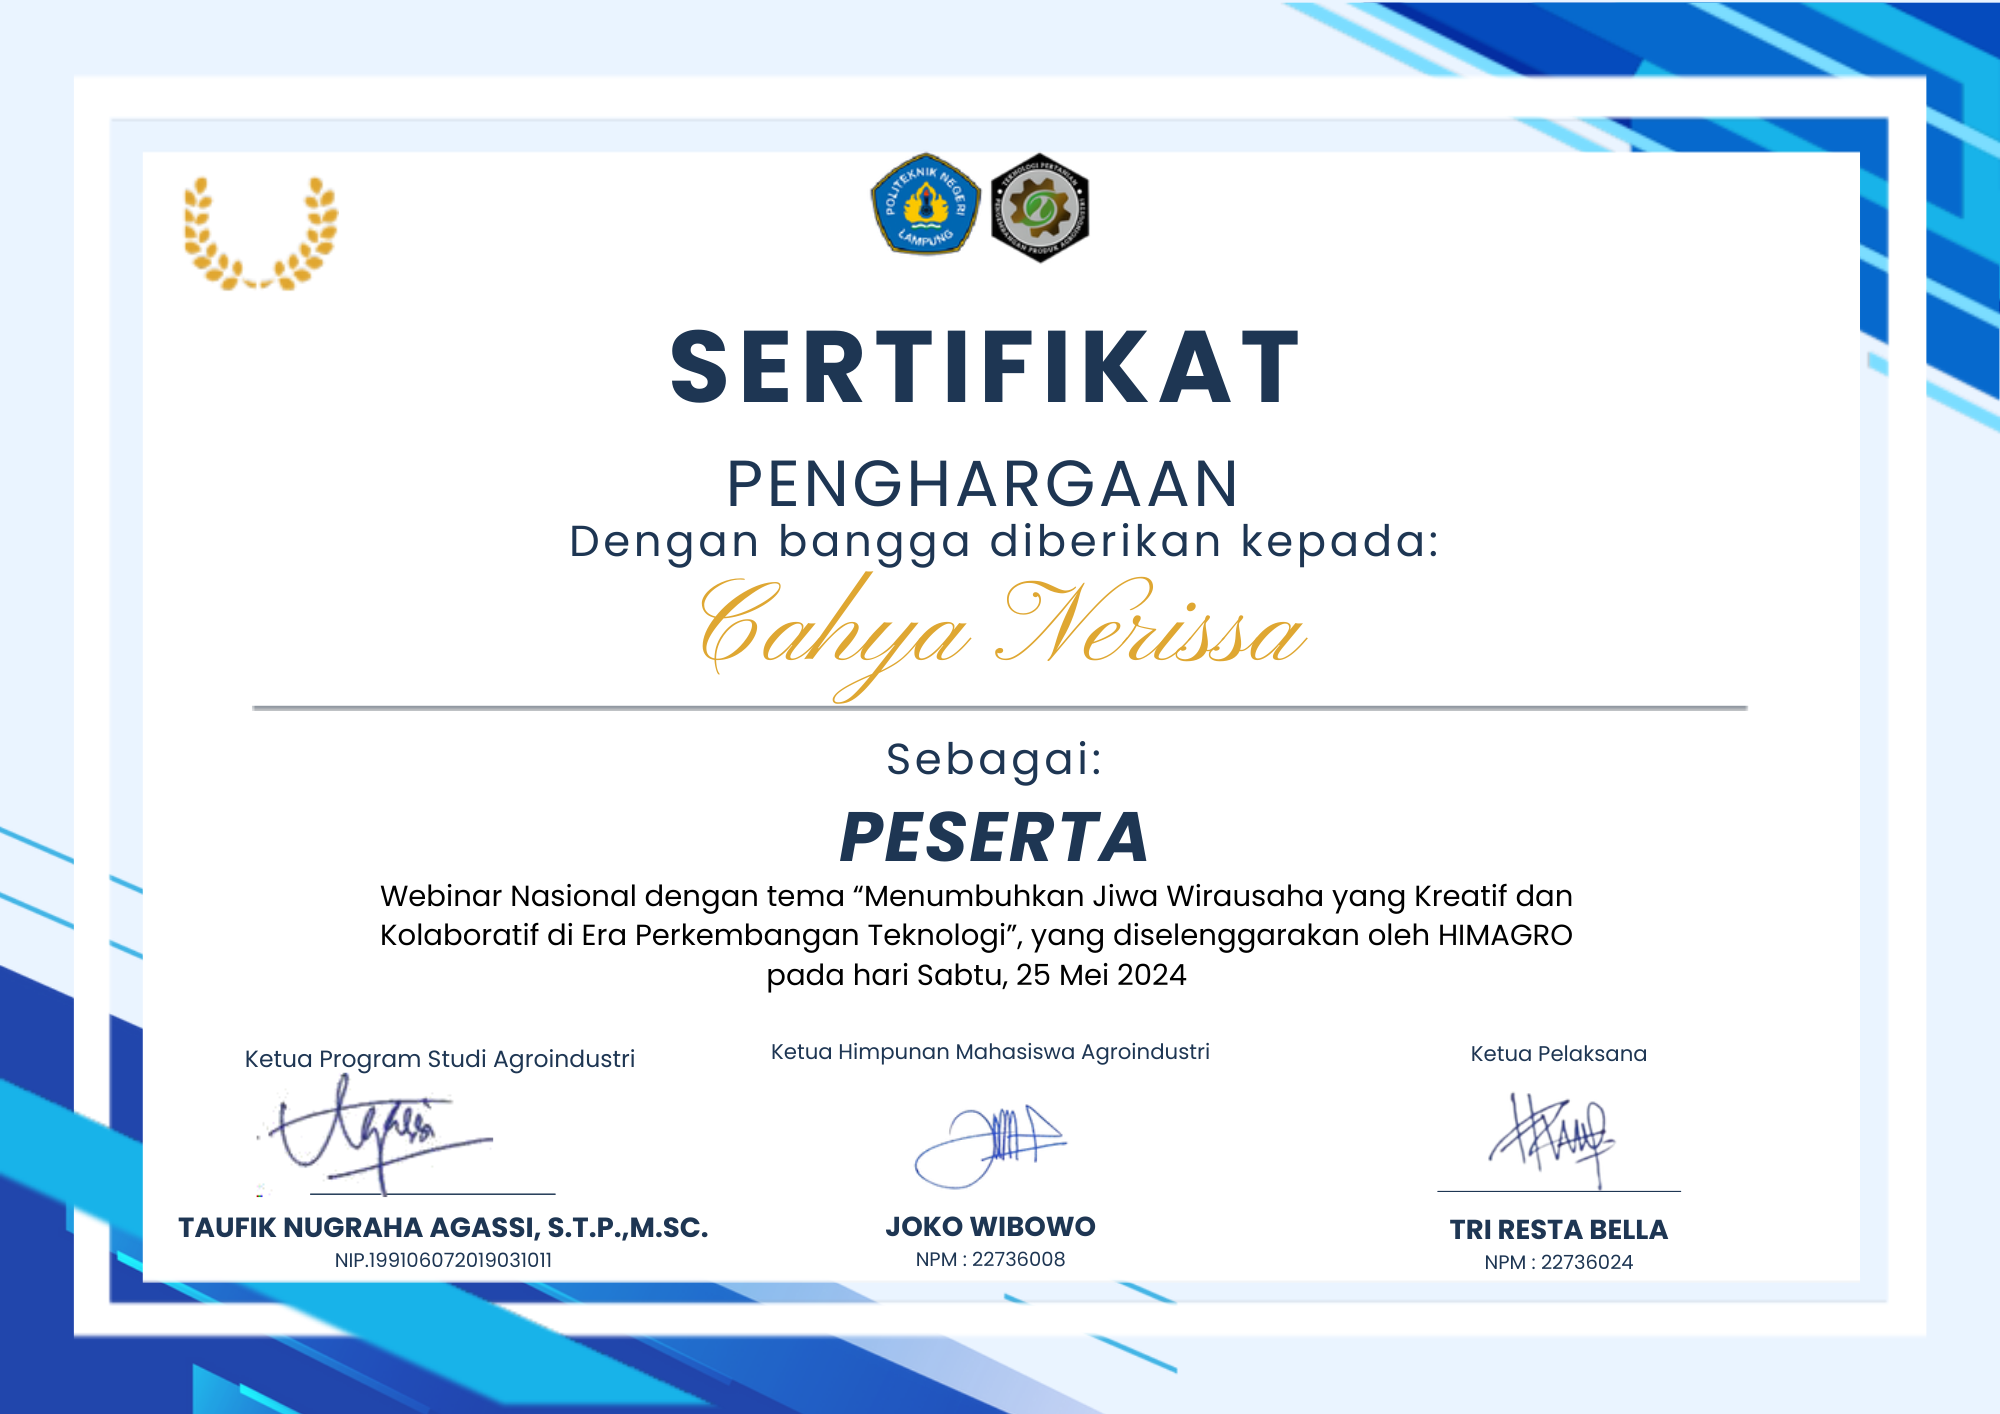 POLITEKNIK NEGERI
LAMPUNG
TEKNOLOGI PERTANIAN
PENGEMBANGAN PRODUK AGROINDUSTRI
SERTIFIKAT
PENGHARGAAN
Dengan bangga diberikan kepada:
Cahya Nerissa
Sebagai:
PESERTA
Webinar Nasional dengan tema “Menumbuhkan Jiwa Wirausaha yang Kreatif dan
Kolaboratif di Era Perkembangan Teknologi”, yang diselenggarakan oleh HIMAGRO
pada hari Sabtu, 25 Mei 2024
Ketua Program Studi Agroindustri
Agassi
TAUFIK NUGRAHA AGASSI, S.T.P.,M.SC.
NIP.199106072019031011
Ketua Himpunan Mahasiswa Agroindustri
JOKO WIBOWO
NPM : 22736008
Ketua Pelaksana
TRI RESTA BELLA
NPM : 22736024